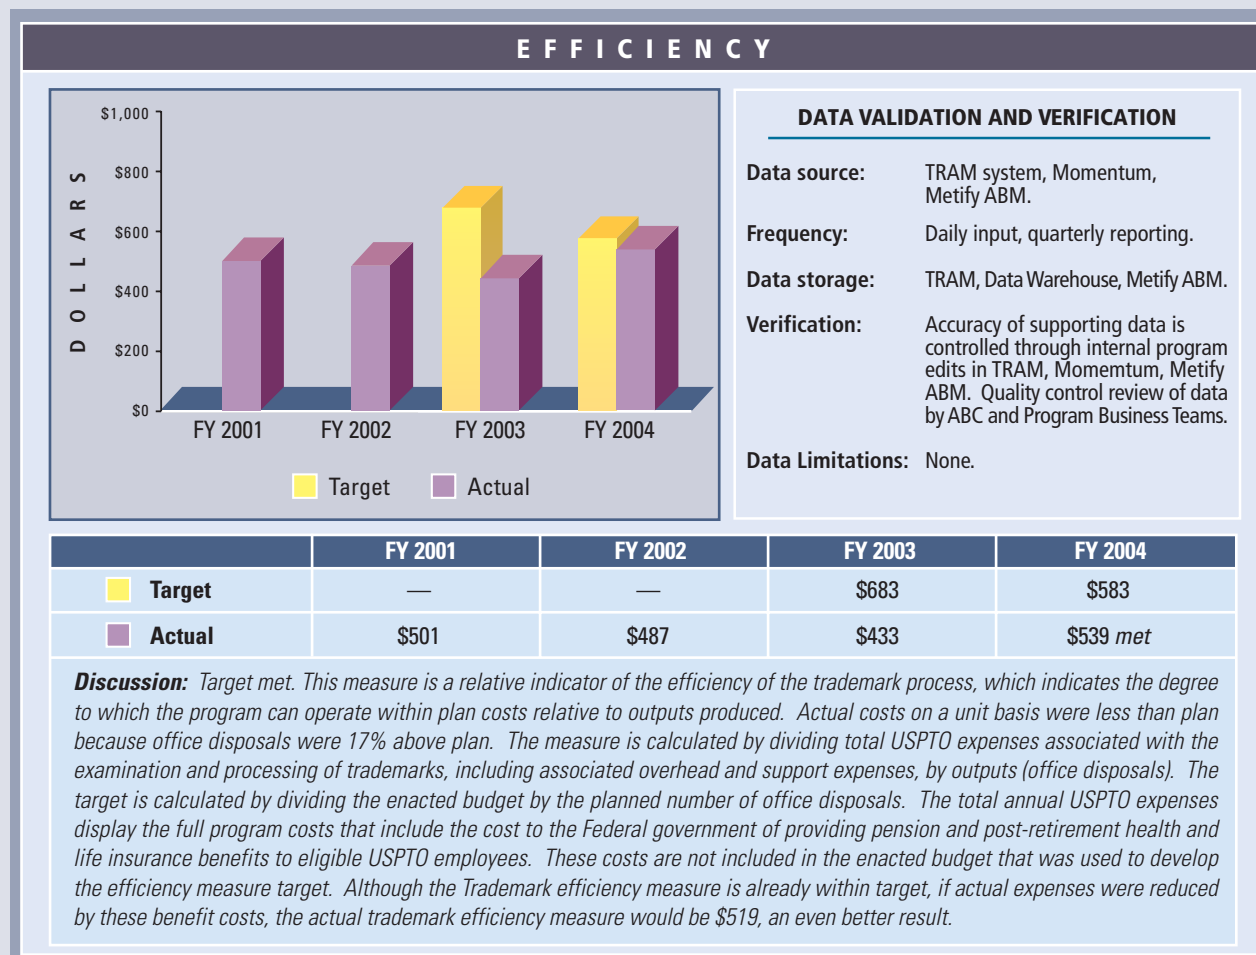 EFFICIENCY
DOLLARS
$1,000
$800
$600
$400
$200
$0
FY 2001 FY 2002 FY 2003 FY 2004
Target Actual
DATA VALIDATION AND VERIFICATION
Data source: TRAM system, Momentum,
Metify ABM.
Frequency: Daily input, quarterly reporting.
Data storage: TRAM, Data Warehouse, Metify ABM.
Verification: Accuracy of supporting data is
controlled through internal program
edits in TRAM, Momemtum, Metify
ABM. Quality control review of data
by ABC and Program Business Teams.
Data Limitations: None.
FY 2001 FY 2002 FY 2003 FY 2004
Target — — $683 $583
Actual $501 $487 $433 $539 met
Discussion: Target met. This measure is a relative indicator of the efficiency of the trademark process, which indicates the degree
to which the program can operate within plan costs relative to outputs produced. Actual costs on a unit basis were less than plan
because office disposals were 17% above plan. The measure is calculated by dividing total USPTO expenses associated with the
examination and processing of trademarks, including associated overhead and support expenses, by outputs (office disposals). The
target is calculated by dividing the enacted budget by the planned number of office disposals. The total annual USPTO expenses
display the full program costs that include the cost to the Federal government of providing pension and post-retirement health and
life insurance benefits to eligible USPTO employees. These costs are not included in the enacted budget that was used to develop
the efficiency measure target. Although the Trademark efficiency measure is already within target, if actual expenses were reduced
by these benefit costs, the actual trademark efficiency measure would be $519, an even better result.